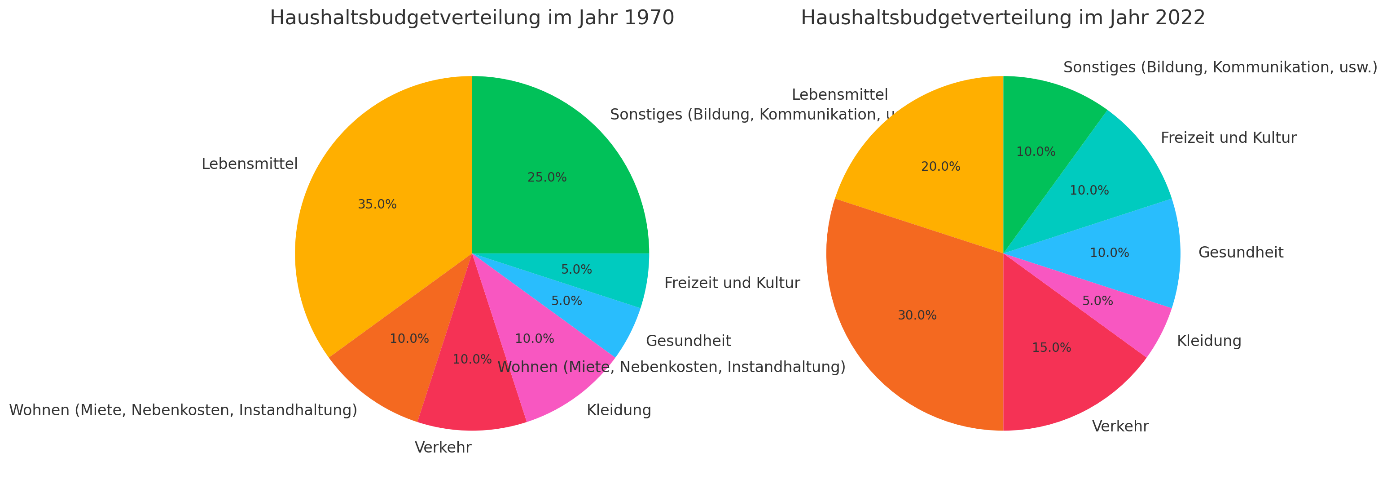 Haushaltsbudgetverteilung im Jahr 1970
Lebensmittel
35.0%
Wohnen (Miete, Nebenkosten, Instandhaltung)
10.0%
Verkehr
10.0%
Kleidung
10.0%
Gesundheit
5.0%
Freizeit und Kultur
5.0%
Sonstiges (Bildung, Kommunikation, u
25.0%
Haushaltsbudgetverteilung im Jahr 2022
Lebensmittel
20.0%
Wohnen (Miete, Nebenkosten, Instandhaltung)
30.0%
Verkehr
15.0%
Kleidung
5.0%
Gesundheit
10.0%
Freizeit und Kultur
10.0%
Sonstiges (Bildung, Kommunikation, usw.)
10.0%